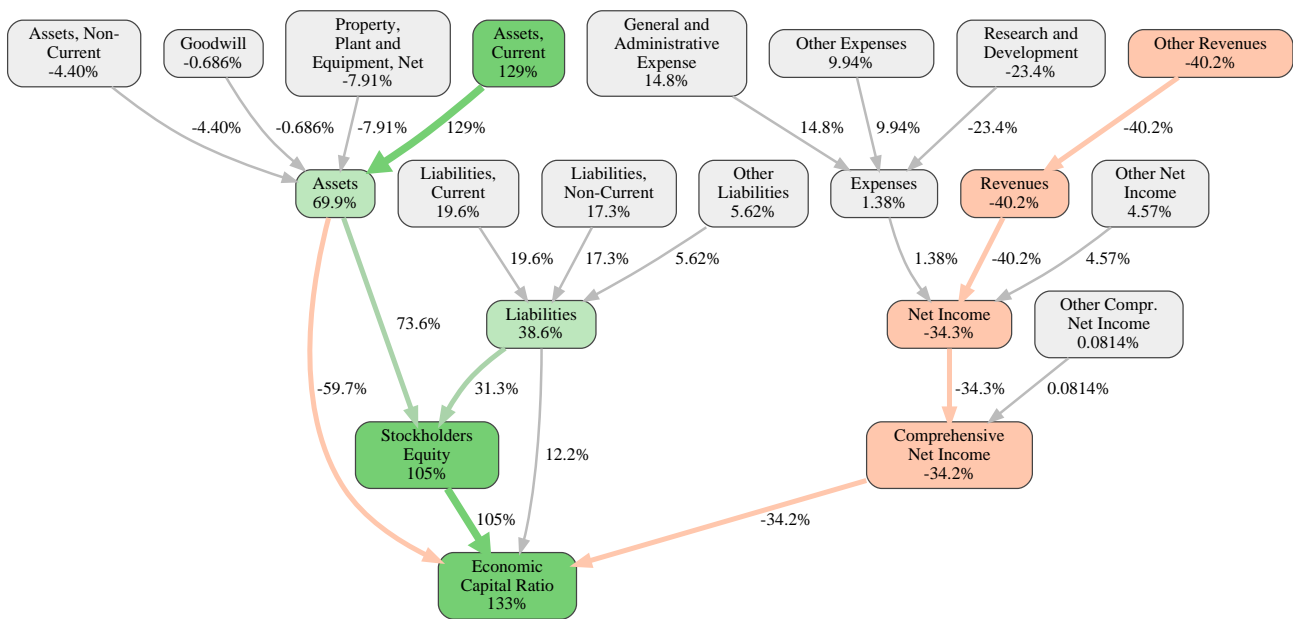 Assets, Non-
Current
-4.40%
Goodwill
-0.686%
Property,
Plant and
Equipment, Net
-7.91%
Assets,
Current
129%
General and
Administrative
Expense
14.8%
Other Expenses
9.94%
Research and
Development
-23.4%
Other Revenues
-40.2%
-4.40%
-0.686%
-7.91%
129%
14.8%
9.94%
-23.4%
-40.2%
Assets
69.9%
Liabilities,
Current
19.6%
Liabilities,
Non-Current
17.3%
Other
Liabilities
5.62%
Expenses
1.38%
Revenues
-40.2%
Other Net
Income
4.57%
19.6%
17.3%
5.62%
1.38%
-40.2%
4.57%
Liabilities
38.6%
Net Income
-34.3%
Other Compr.
Net Income
0.0814%
73.6%
-59.7%
31.3%
-34.3%
0.0814%
Stockholders
Equity
105%
12.2%
Comprehensive
Net Income
-34.2%
105%
-34.2%
Economic
Capital Ratio
133%